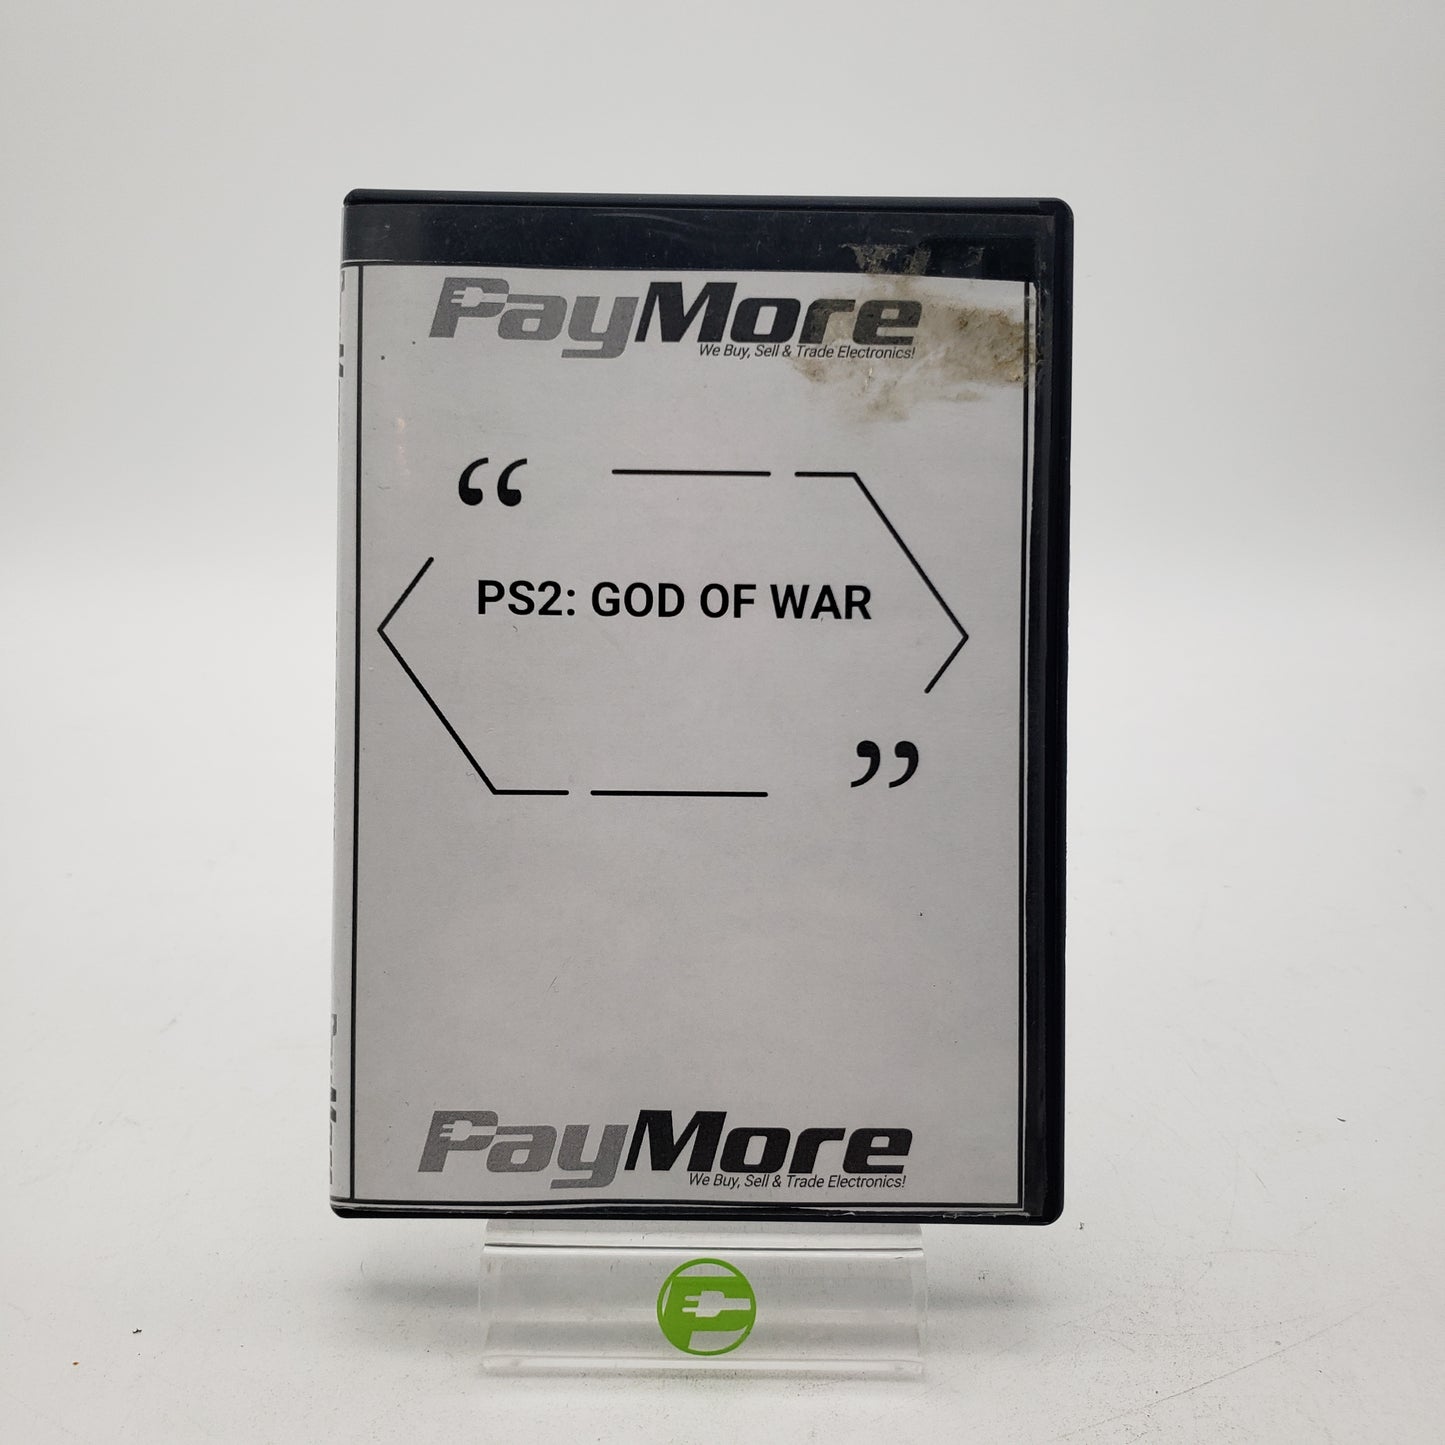 PayMore
We Buy, Sell & Trade Electronics!
“
PS2: GOD OF WAR
”
PayMore
We Buy, Sell & Trade Electronics!